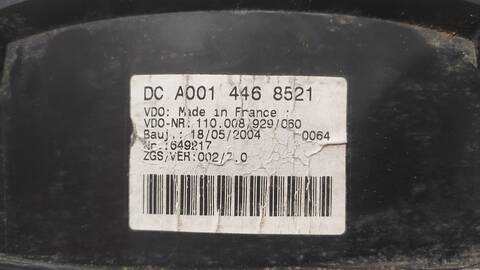 DC A001 446 8521
VDO: Made in France :
VDO-NR: 110.008/929/060
Bauj.: 18/05/2004 0064
Nr.:649217
ZGS/VER:002/7.0